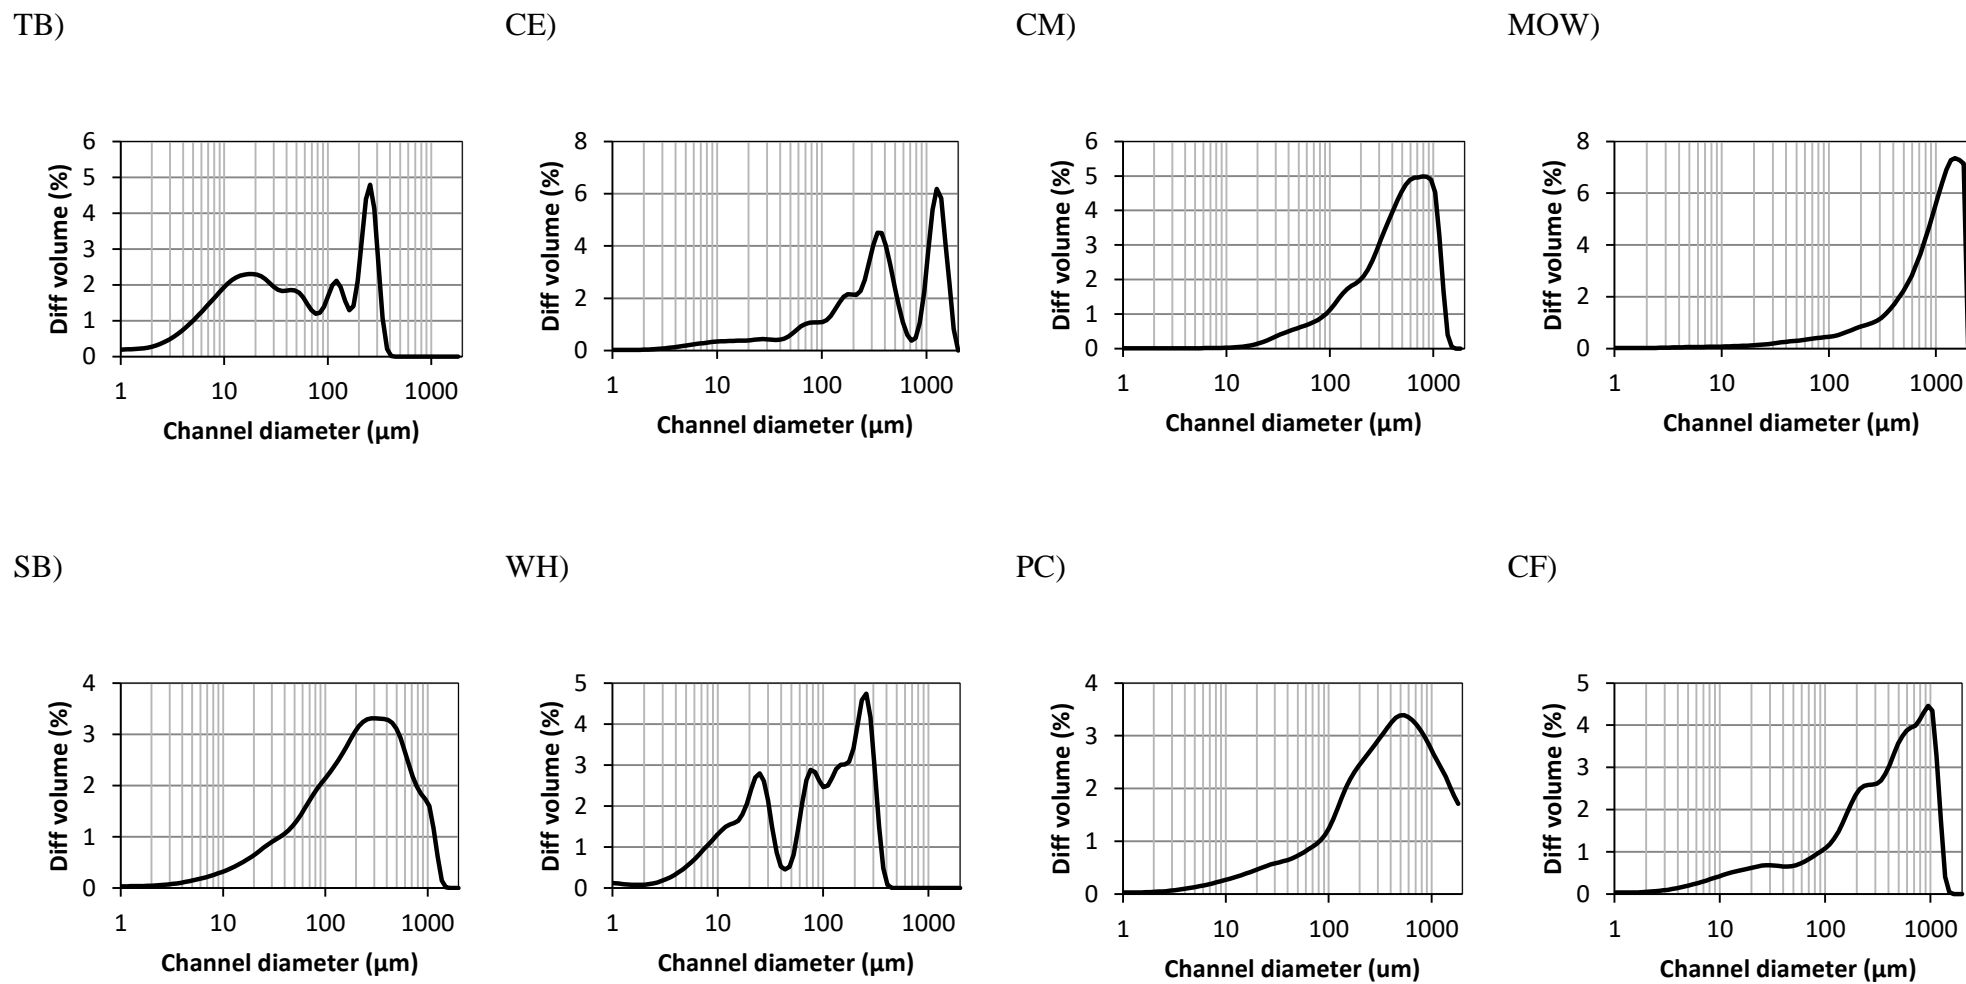 TB) CE) CM) MOW)
6 5 4 3 2 1 0
Diff volume (%)
1 10 100 1000
Channel diameter (µm)
8 6 4 2 0
Diff volume (%)
1 10 100 1000
Channel diameter (µm)
6 5 4 3 2 1 0
Diff volume (%)
1 10 100 1000
Channel diameter (µm)
8 6 4 2 0
Diff volume (%)
1 10 100 1000
Channel diameter (µm)
SB) WH) PC) CF)
4 3 2 1 0
Diff volume (%)
1 10 100 1000
Channel diameter (µm)
5 4 3 2 1 0
Diff volume (%)
1 10 100 1000
Channel diameter (µm)
4 3 2 1 0
Diff volume (%)
1 10 100 1000
Channel diameter (um)
5 4 3 2 1 0
Diff volume (%)
1 10 100 1000
Channel diameter (µm)